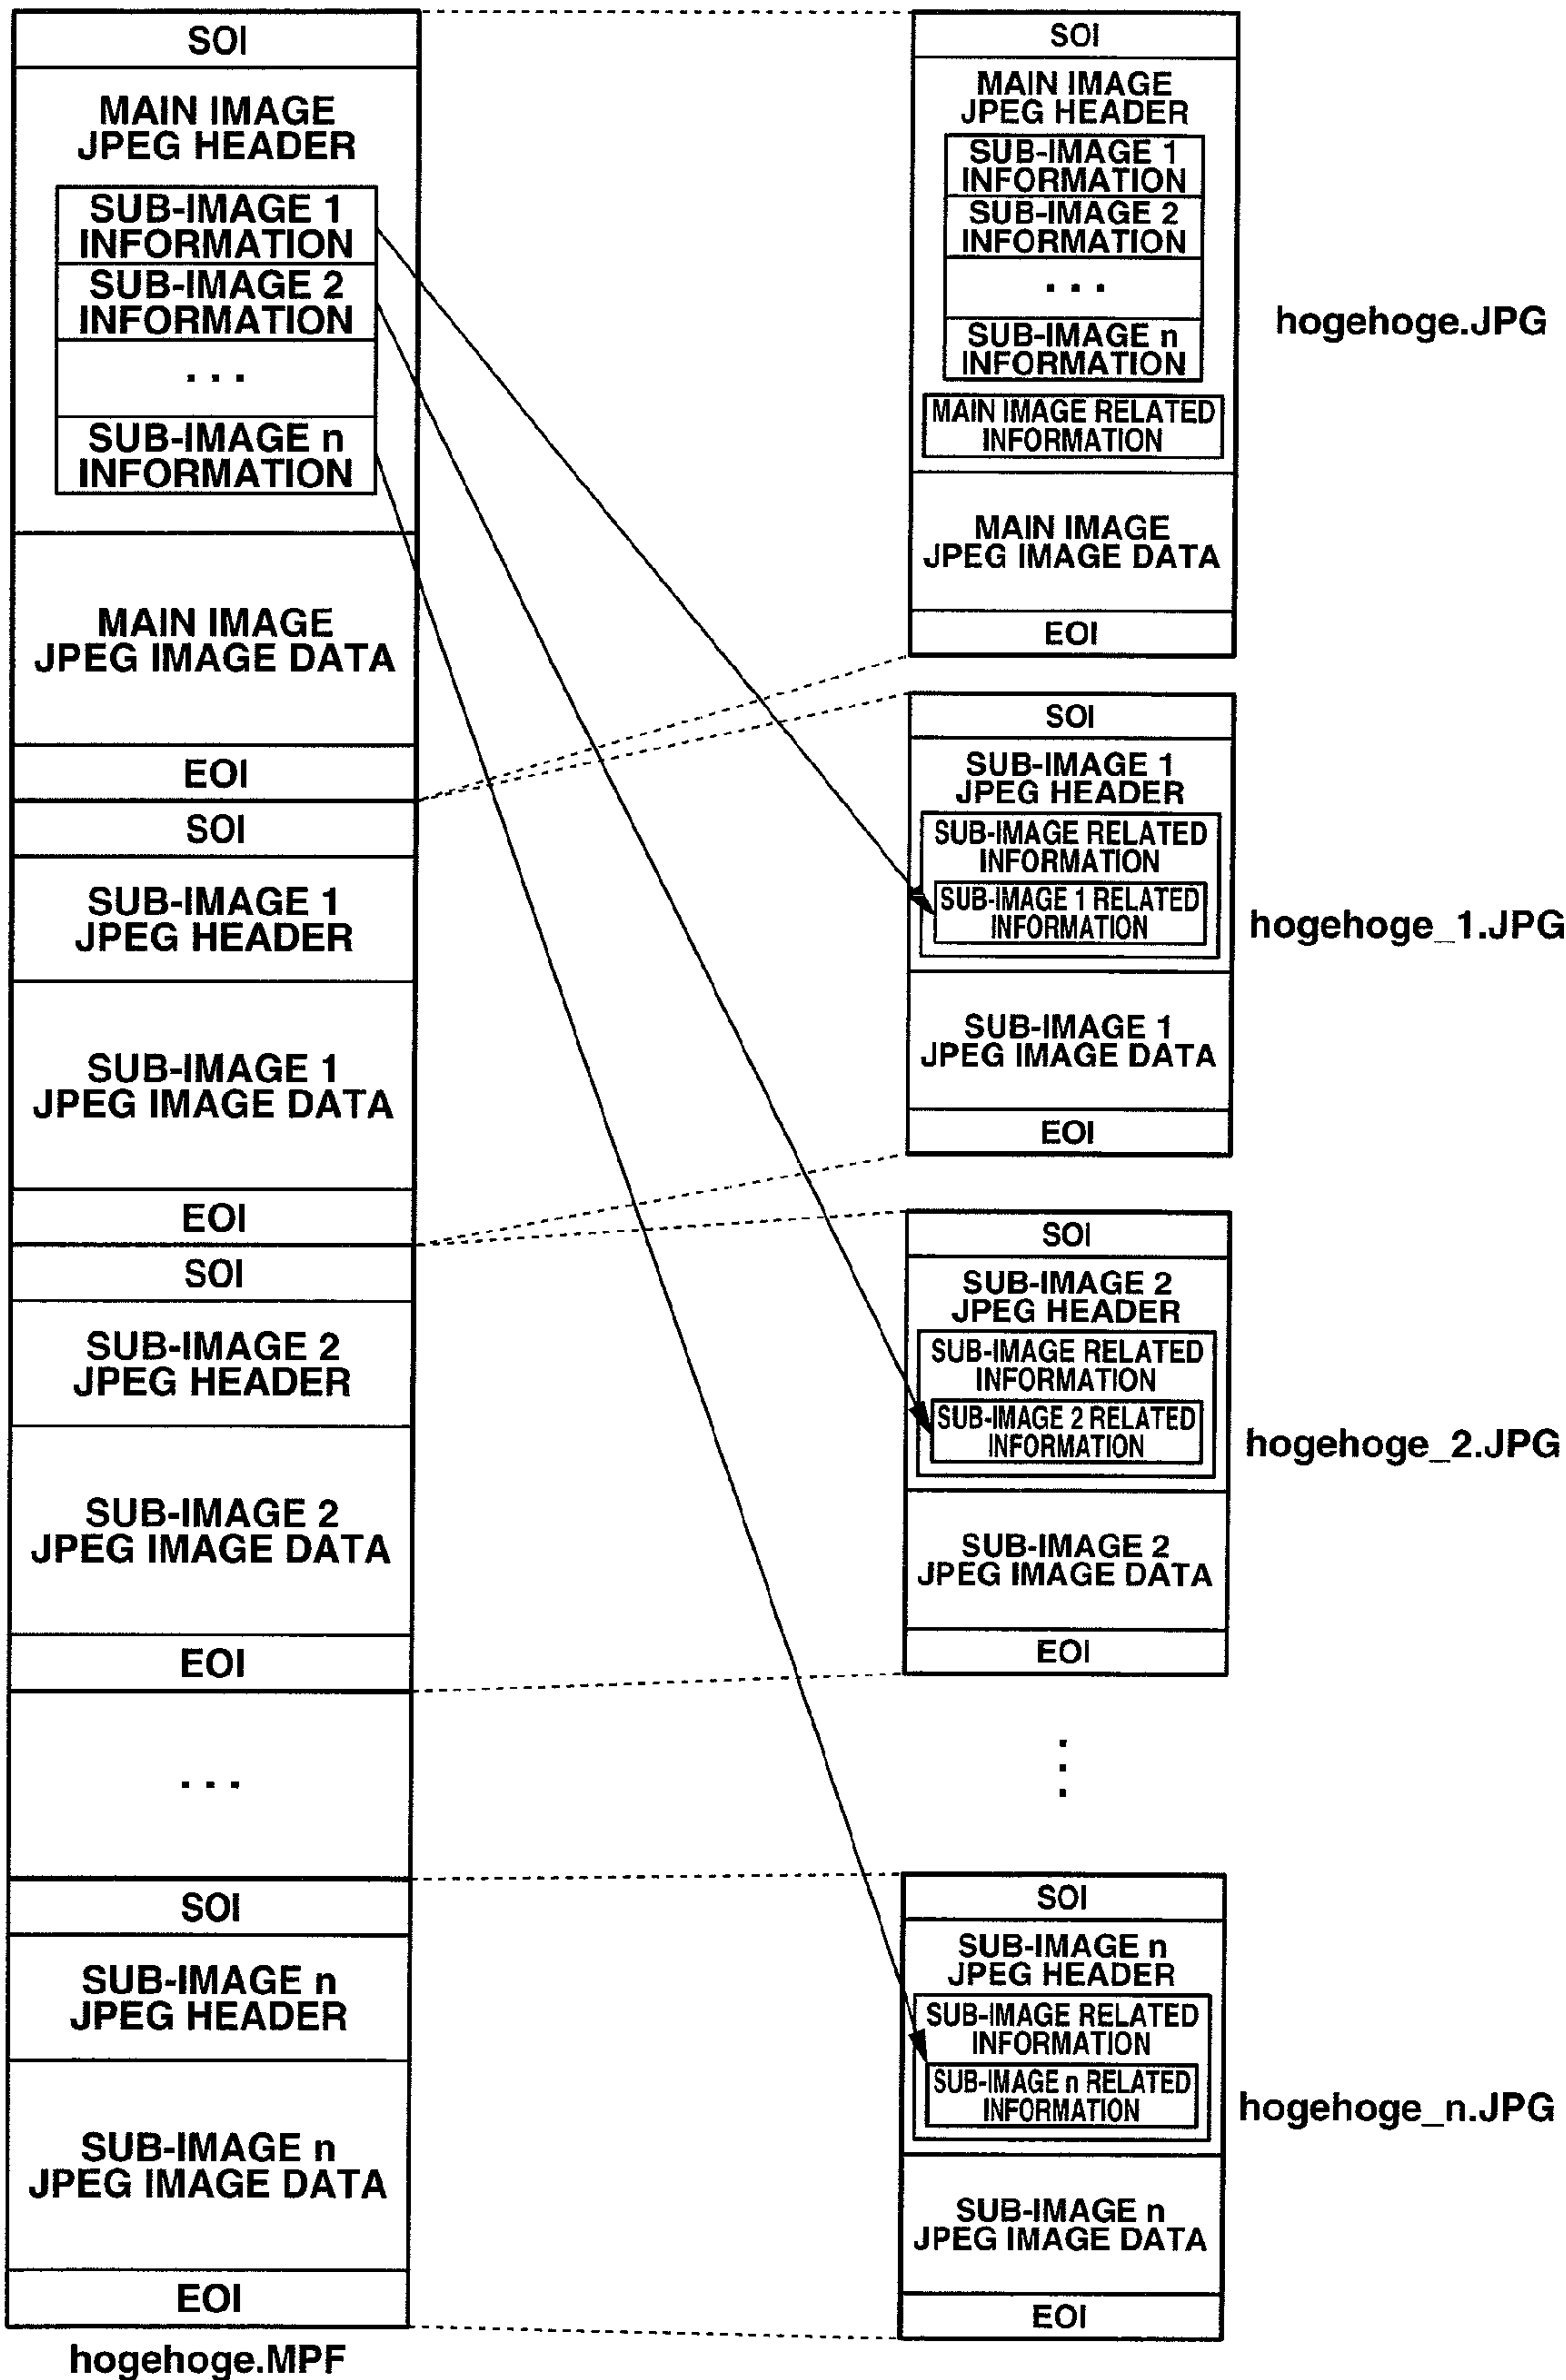 SOI
MAIN IMAGE
JPEG HEADER
SUB-IMAGE 1
INFORMATION
SUB-IMAGE 2
INFORMATION
...
SUB-IMAGE n
INFORMATION
MAIN IMAGE
JPEG IMAGE DATA
EOI
SOI
SUB-IMAGE 1
JPEG HEADER
SUB-IMAGE 1
JPEG IMAGE DATA
EOI
SOI
SUB-IMAGE 2
JPEG HEADER
SUB-IMAGE 2
JPEG IMAGE DATA
EOI
...
SOI
SUB-IMAGE n
JPEG HEADER
SUB-IMAGE n
JPEG IMAGE DATA
EOI
hogehoge.MPF
SOI
MAIN IMAGE
JPEG HEADER
SUB-IMAGE 1
INFORMATION
SUB-IMAGE 2
INFORMATION
...
SUB-IMAGE n
INFORMATION
MAIN IMAGE RELATED
INFORMATION
MAIN IMAGE
JPEG IMAGE DATA
EOI
hogehoge.JPG
SOI
SUB-IMAGE 1
JPEG HEADER
SUB-IMAGE RELATED
INFORMATION
SUB-IMAGE 1 RELATED
INFORMATION
SUB-IMAGE 1
JPEG IMAGE DATA
EOI
hogehoge_1.JPG
SOI
SUB-IMAGE 2
JPEG HEADER
SUB-IMAGE RELATED
INFORMATION
SUB-IMAGE 2 RELATED
INFORMATION
SUB-IMAGE 2
JPEG IMAGE DATA
EOI
hogehoge_2.JPG
...
SOI
SUB-IMAGE n
JPEG HEADER
SUB-IMAGE RELATED
INFORMATION
SUB-IMAGE n RELATED
INFORMATION
SUB-IMAGE n
JPEG IMAGE DATA
EOI
hogehoge_n.JPG